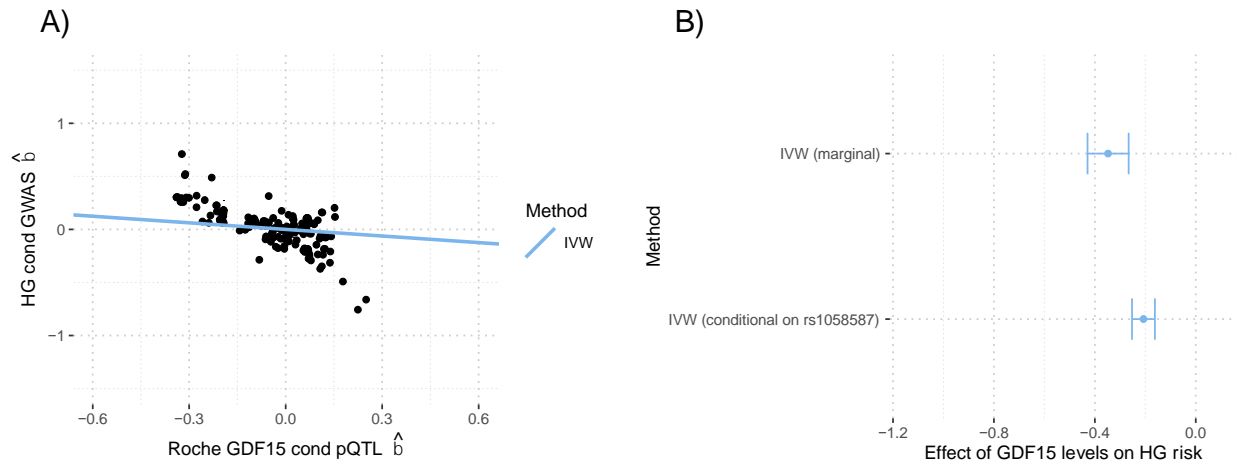 A)
HG cond GWAS b̂
1
0
−1
−0.6
−0.3
0.0
0.3
0.6
Roche GDF15 cond pQTL b̂
Method
IVW
B)
Method
IVW (marginal)
IVW (conditional on rs1058587)
−1.2
−0.8
−0.4
0.0
Effect of GDF15 levels on HG risk